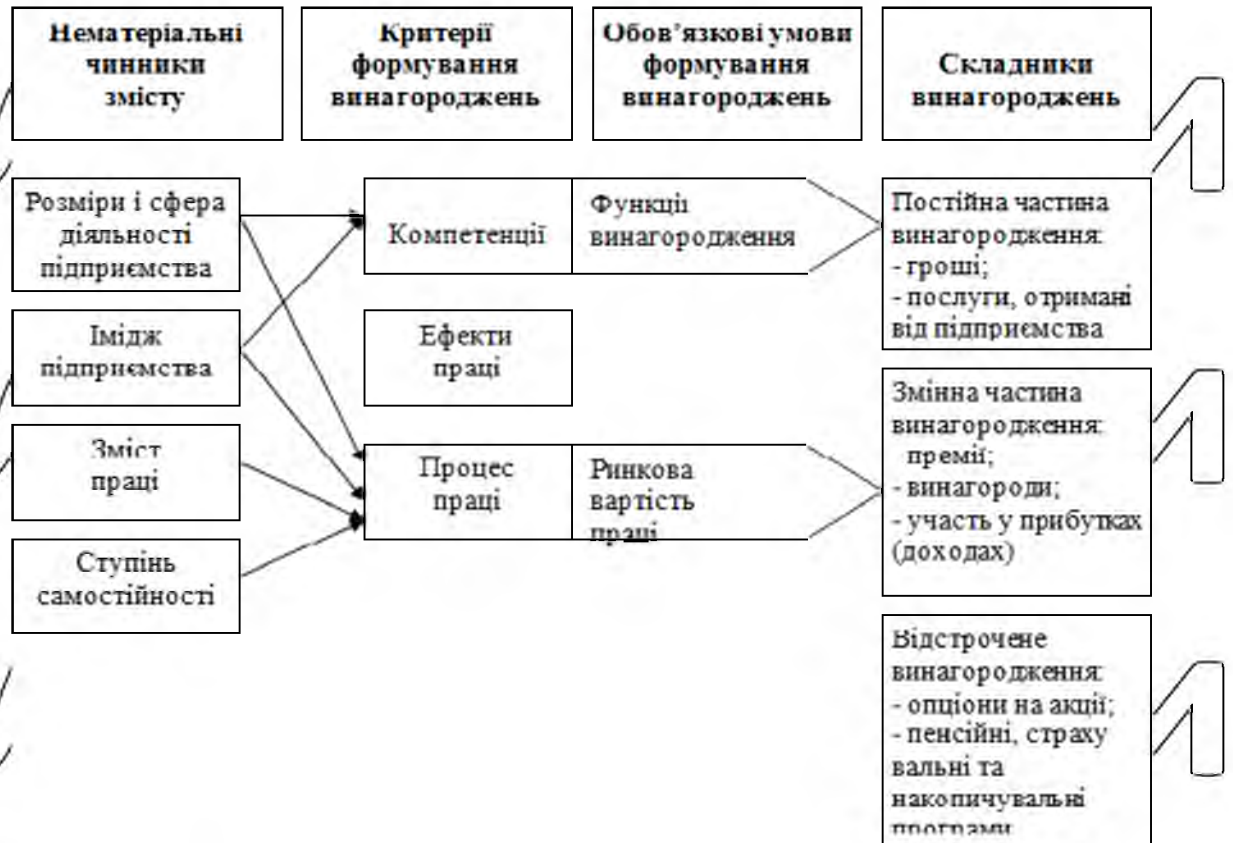 Нематеріальні
чинники
змісту
Критерії
формування
винагороджень
Обов’язкові умови
формування
винагороджень
Складники
винагороджень
Розміри і сфера
діяльності
підприємства
Імідж
підприємства
Зміст
праці
Ступінь
самостійності
Компетенції
Ефекти
праці
Процес
праці
Функції
винагородження
Ринкова
вартість
праці
Постійна частина
винагородження:
- гроші;
- послуги, отримані
від підприємства
Змінна частина
винагородження:
премії;
- винагороди;
- участь у прибутках
(доходах)
Відстрочене
винагородження:
- опціони на акції;
- пенсійні, страху
вальні та
накопичувальні
програми